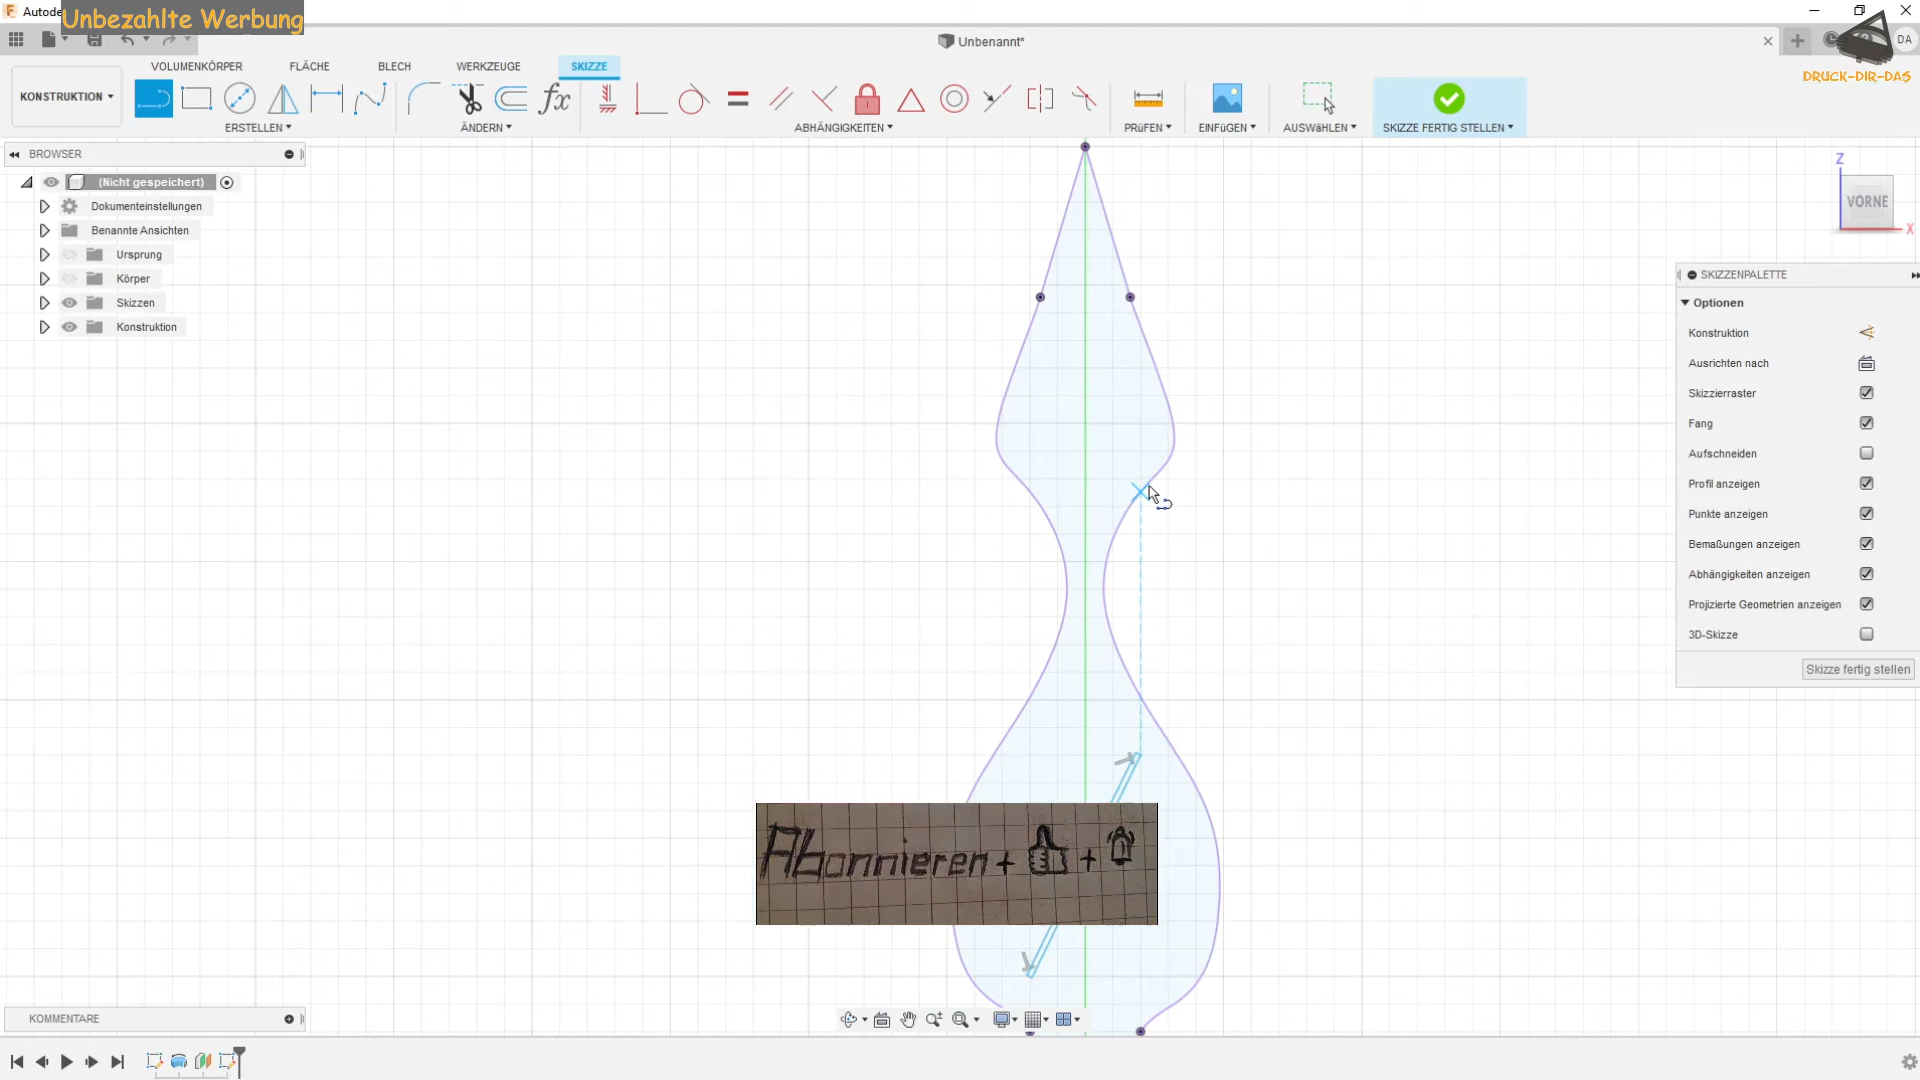 Autode
Unbezahlte Werbung
Unbenannt*
DA
DRUCK-DIR-DAS
VOLUMENKÖRPER
FLÄCHE
BLECH
WERKZEUGE
SKIZZE
KONSTRUKTION
fx
ERSTELLEN
ÄNDERN
ABHÄNGIGKEITEN
PRÜFEN
EINFÜGEN
AUSWÄHLEN
SKIZZE FERTIG STELLEN
BROWSER
(Nicht gespeichert)
Dokumenteinstellungen
Benannte Ansichten
Ursprung
Körper
Skizzen
Konstruktion
Z
VORNE
X
SKIZZENPALETTE
Optionen
Konstruktion
Ausrichten nach
Skizzierraster
Fang
Aufschneiden
Profil anzeigen
Punkte anzeigen
Bemaßungen anzeigen
Abhängigkeiten anzeigen
Projizierte Geometrien anzeigen
3D-Skizze
Skizze fertig stellen
Abonnieren + +
KOMMENTARE